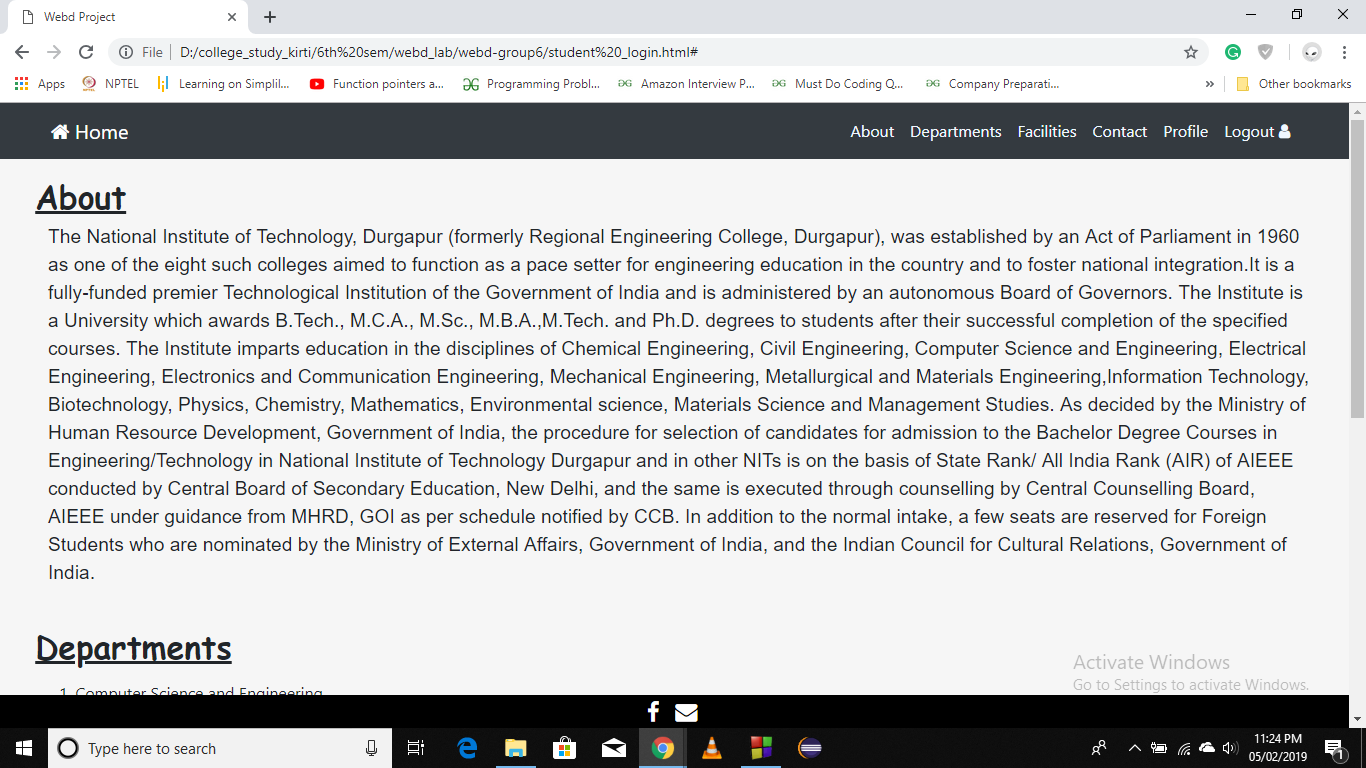 Webd Project
File | D:/college_study_kirti/6th%20sem/webd_lab/webd-group6/student%20_login.html#
Apps NPTEL Learning on Simplil... Function pointers a... Programming Probl... Amazon Interview P... Must Do Coding Q... Company Preparati... » Other bookmarks
Home About Departments Facilities Contact Profile Logout
About
The National Institute of Technology, Durgapur (formerly Regional Engineering College, Durgapur), was established by an Act of Parliament in 1960
as one of the eight such colleges aimed to function as a pace setter for engineering education in the country and to foster national integration.It is a
fully-funded premier Technological Institution of the Government of India and is administered by an autonomous Board of Governors. The Institute is
a University which awards B.Tech., M.C.A., M.Sc., M.B.A.,M.Tech. and Ph.D. degrees to students after their successful completion of the specified
courses. The Institute imparts education in the disciplines of Chemical Engineering, Civil Engineering, Computer Science and Engineering, Electrical
Engineering, Electronics and Communication Engineering, Mechanical Engineering, Metallurgical and Materials Engineering,Information Technology,
Biotechnology, Physics, Chemistry, Mathematics, Environmental science, Materials Science and Management Studies. As decided by the Ministry of
Human Resource Development, Government of India, the procedure for selection of candidates for admission to the Bachelor Degree Courses in
Engineering/Technology in National Institute of Technology Durgapur and in other NITs is on the basis of State Rank/ All India Rank (AIR) of AIEEE
conducted by Central Board of Secondary Education, New Delhi, and the same is executed through counselling by Central Counselling Board,
AIEEE under guidance from MHRD, GOI as per schedule notified by CCB. In addition to the normal intake, a few seats are reserved for Foreign
Students who are nominated by the Ministry of External Affairs, Government of India, and the Indian Council for Cultural Relations, Government of
India.
Departments
1. Computer Science and Engineering
Activate Windows
Go to Settings to activate Windows.
Type here to search
11:24 PM
05/02/2019
1